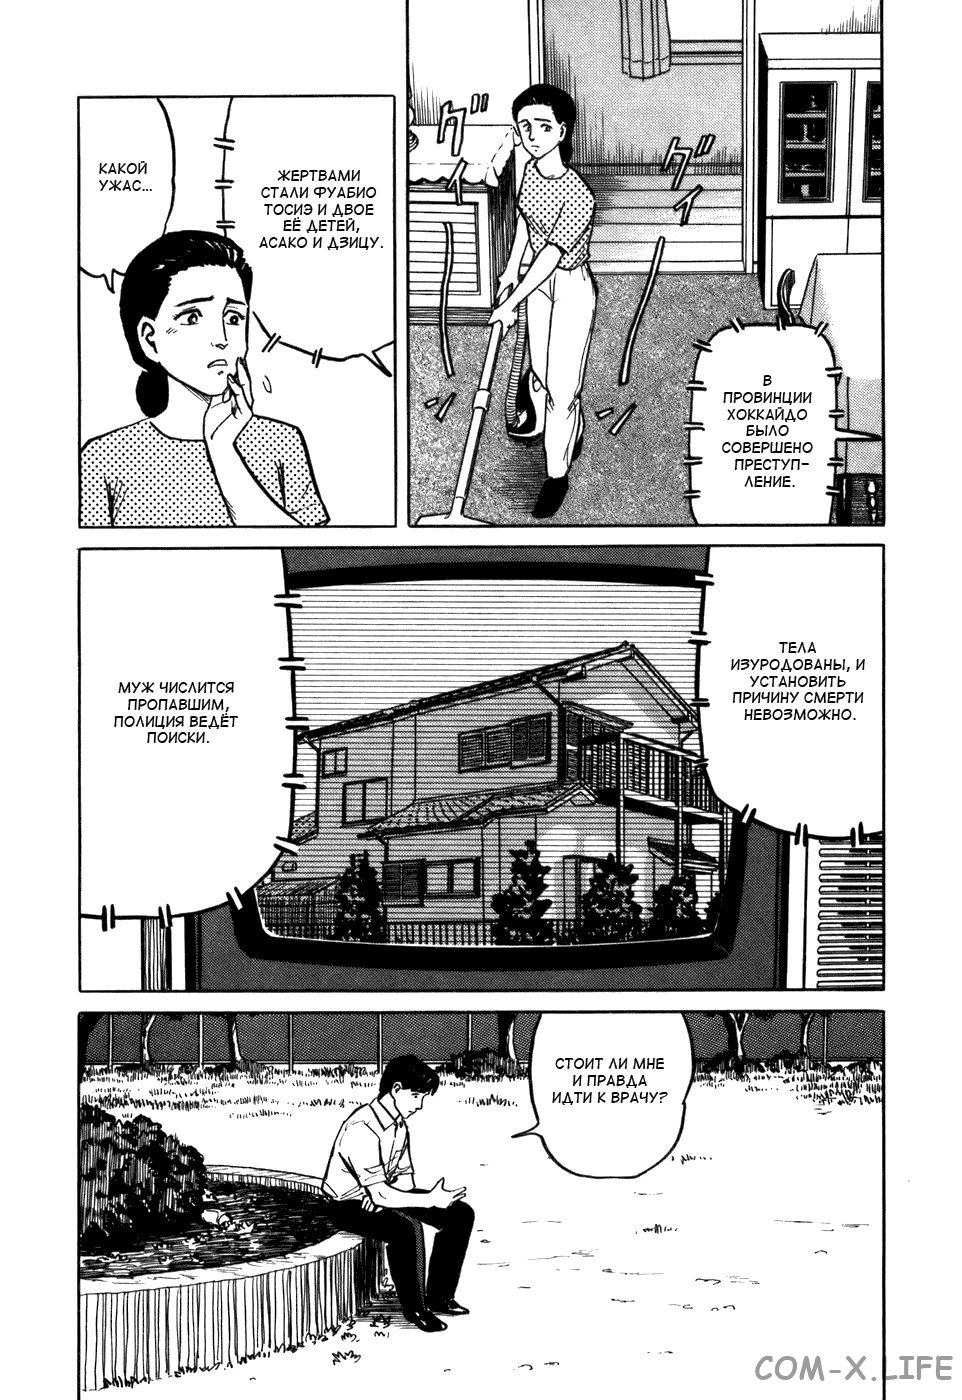 В
ПРОВИНЦИИ
ХОККАЙДО
БЫЛО
СОВЕРШЕНО
ПРЕСТУП-
ЛЕНИЕ.
ЖЕРТВАМИ
СТАЛИ ФУАБИО
ТОСИЭ И ДВОЕ
ЕЁ ДЕТЕЙ,
АСАКО И ДЗИЦУ.
КАКОЙ
УЖАС...
ТЕЛА
ИЗУРОДОВАНЫ, И
УСТАНОВИТЬ
ПРИЧИНУ СМЕРТИ
НЕВОЗМОЖНО.
МУЖ ЧИСЛИТСЯ
ПРОПАВШИМ,
ПОЛИЦИЯ ВЕДЁТ
ПОИСКИ.
СТОИТ ЛИ МНЕ
И ПРАВДА
ИДТИ К ВРАЧУ?
COM-X.LIFE